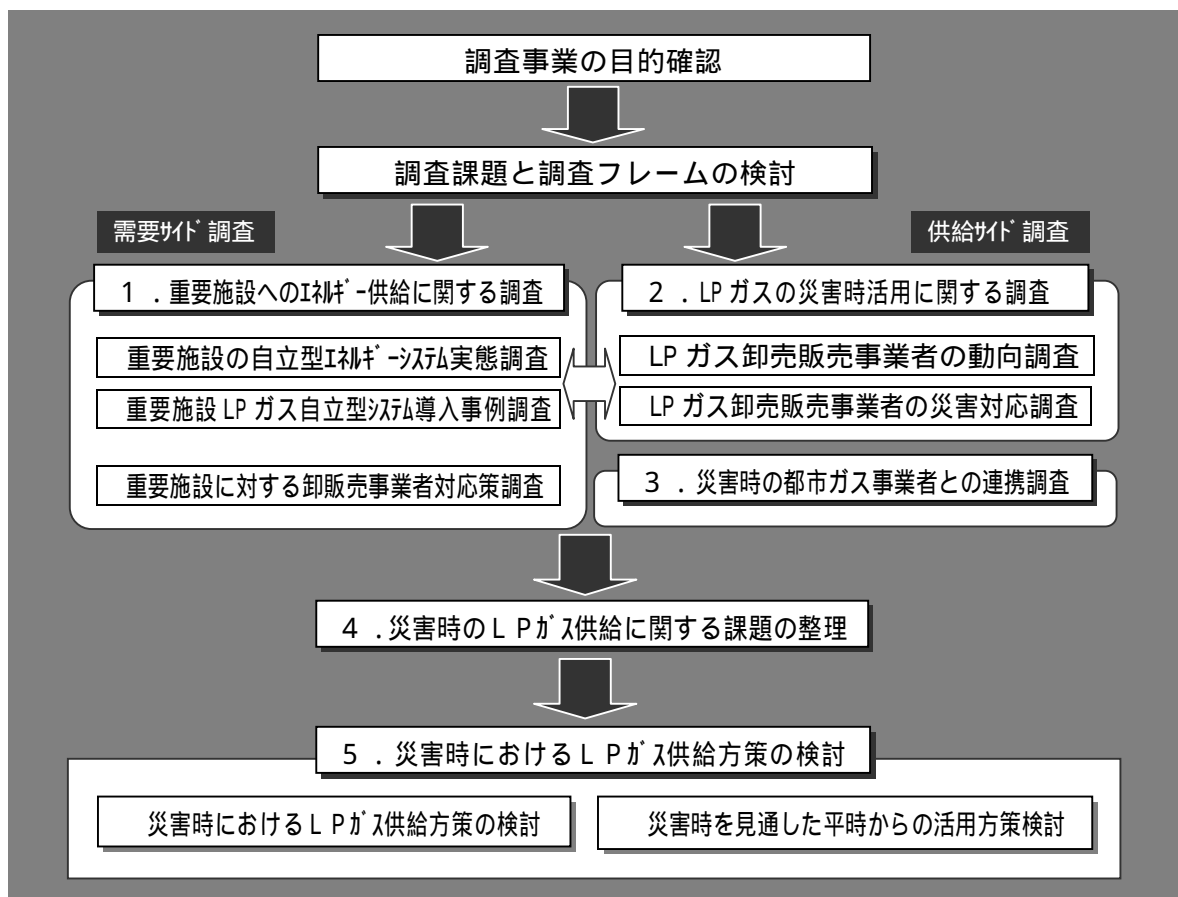 調査事業の目的確認
調査課題と調査フレームの検討
需要ｻｲﾄﾞ調査
供給ｻｲﾄﾞ調査
１．重要施設へのｴﾈﾙｷﾞｰ供給に関する調査
重要施設の自立型ｴﾈﾙｷﾞｰｼｽﾃﾑ実態調査
重要施設 LP ガス自立型ｼｽﾃﾑ導入事例調査
重要施設に対する卸販売事業者対応策調査
２．LP ガスの災害時活用に関する調査
LP ガス卸売販売事業者の動向調査
LP ガス卸売販売事業者の災害対応調査
３．災害時の都市ガス事業者との連携調査
４．災害時のＬＰｶﾞｽ供給に関する課題の整理
５．災害時におけるＬＰｶﾞｽ供給方策の検討
災害時におけるＬＰｶﾞｽ供給方策の検討
災害時を見通した平時からの活用方策検討